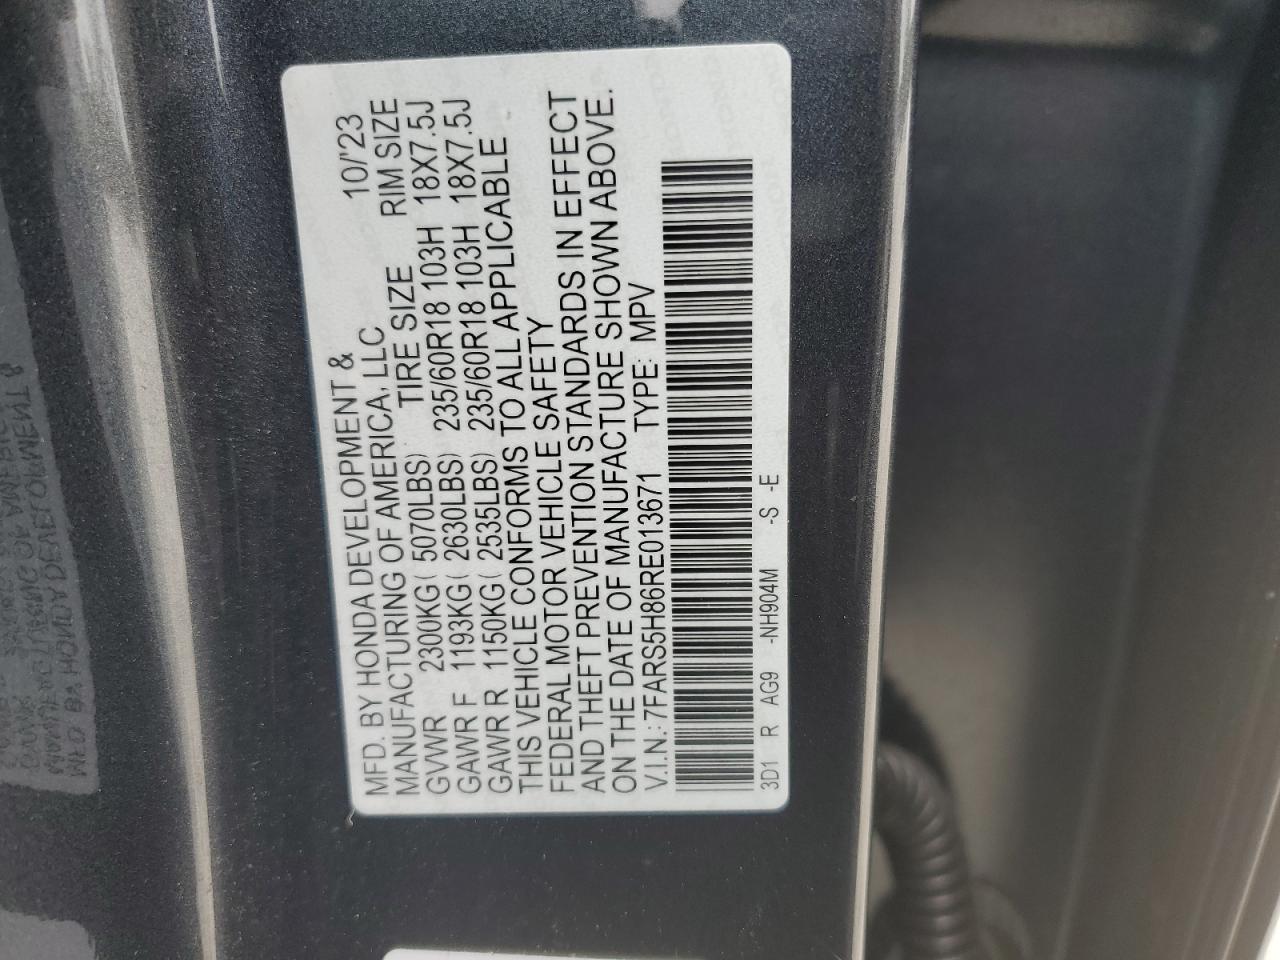 MFD. BY HONDA DEVELOPMENT & 10/'23
MANUFACTURING OF AMERICA, LLC
TIRE SIZE RIM SIZE
GVWR 2300KG( 5070LBS)
GAWR F 1193KG( 2630LBS) 235/60R18 103H 18X7.5J
GAWR R 1150KG( 2535LBS) 235/60R18 103H 18X7.5J
THIS VEHICLE CONFORMS TO ALL APPLICABLE
FEDERAL MOTOR VEHICLE SAFETY
AND THEFT PREVENTION STANDARDS IN EFFECT
ON THE DATE OF MANUFACTURE SHOWN ABOVE.
V.I.N.: 7FARS5H86RE013671 TYPE: MPV
3D1 R AG9 -NH904M -S -E